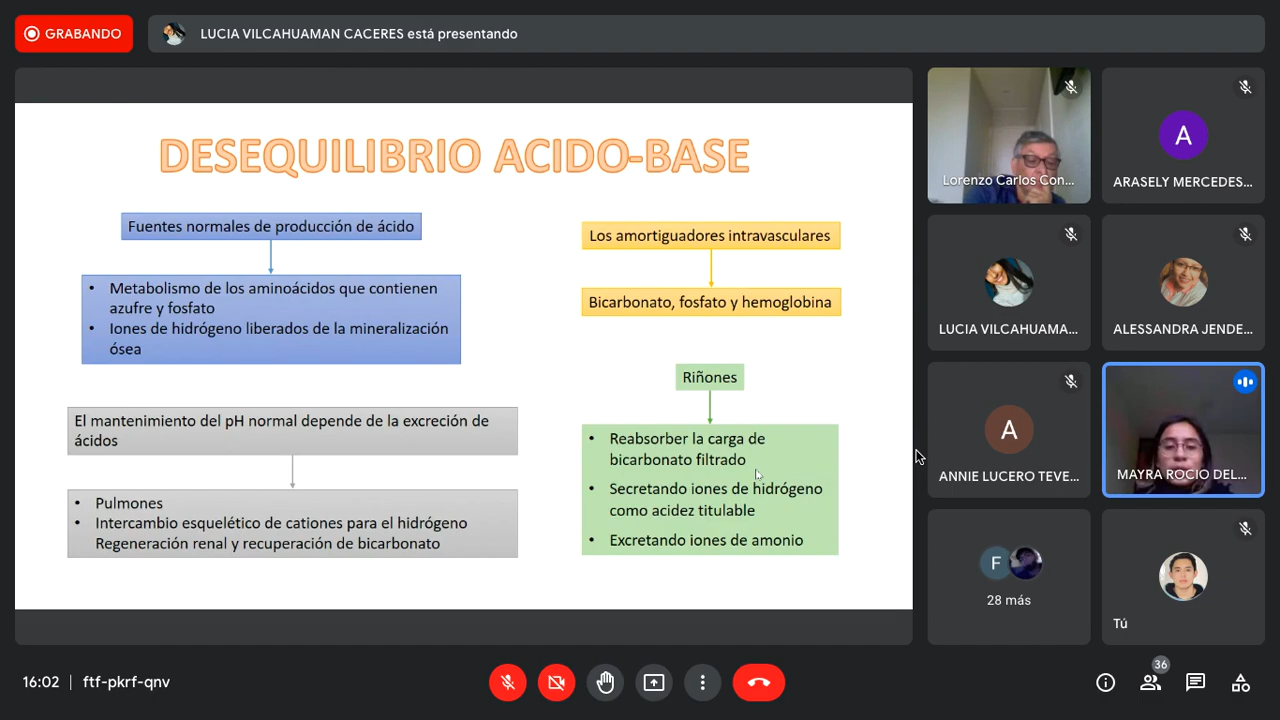 GRABANDO
LUCIA VILCAHUAMAN CACERES está presentando
DESEQUILIBRIO ACIDO-BASE
Fuentes normales de producción de ácido
• Metabolismo de los aminoácidos que contienen
azufre y fosfato
• Iones de hidrógeno liberados de la mineralización
ósea
El mantenimiento del pH normal depende de la excreción de
ácidos
• Pulmones
• Intercambio esquelético de cationes para el hidrógeno
Regeneración renal y recuperación de bicarbonato
Los amortiguadores intravasculares
Bicarbonato, fosfato y hemoglobina
Riñones
• Reabsorber la carga de
bicarbonato filtrado
• Secretando iones de hidrógeno
como acidez titulable
• Excretando iones de amonio
Lorenzo Carlos Con...
A
ARASELY MERCEDES...
LUCIA VILCAHUAMA...
ALESSANDRA JENDE...
A
ANNIE LUCERO TEVE...
MAYRA ROCIO DEL...
F
28 más
Tú
16:02 | ftf-pkrf-qnv
36